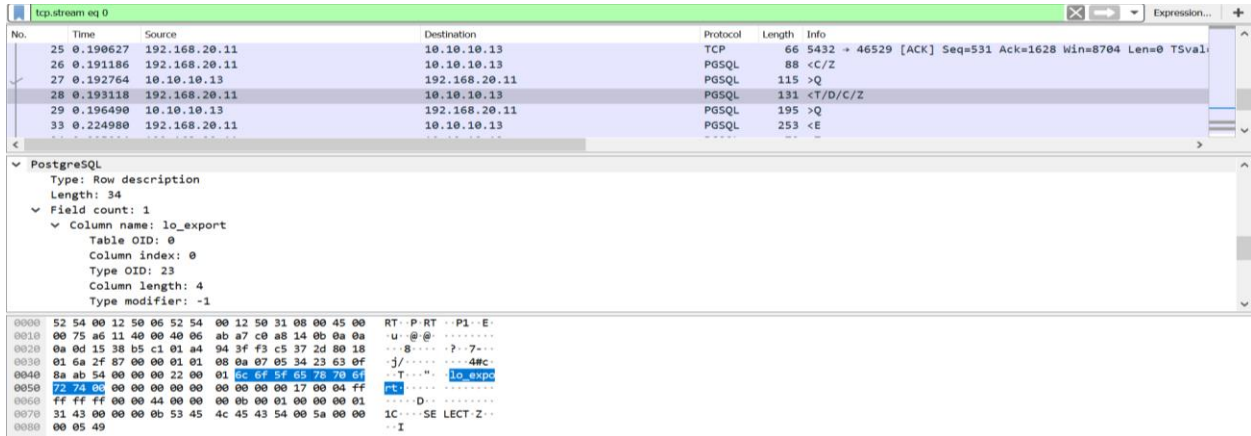 tcp.stream eq 0 Expression... +
No. Time Source Destination Protocol Length Info
25 0.190627 192.168.20.11 10.10.10.13 TCP 66 5432 → 46529 [ACK] Seq=531 Ack=1628 Win=8704 Len=0 TSval
26 0.191186 192.168.20.11 10.10.10.13 PGSQL 88 <C/Z
27 0.192764 10.10.10.13 192.168.20.11 PGSQL 115 >Q
28 0.193118 192.168.20.11 10.10.10.13 PGSQL 131 <T/D/C/Z
29 0.196490 10.10.10.13 192.168.20.11 PGSQL 195 >Q
33 0.224980 192.168.20.11 10.10.10.13 PGSQL 253 <E
PostgreSQL
Type: Row description
Length: 34
Field count: 1
Column name: lo_export
Table OID: 0
Column index: 0
Type OID: 23
Column length: 4
Type modifier: -1
0000 52 54 00 12 50 06 52 54 00 12 50 31 08 00 45 00 RT··P·RT ··P1··E·
0010 00 75 a6 11 40 00 40 06 ab a7 c0 a8 14 0b 0a 0a ·u··@·@· ········
0020 0a 0d 15 38 b5 c1 01 a4 94 3f f3 c5 37 2d 80 18 ···8···· ·?··7-··
0030 01 6a 2f 87 00 00 01 01 08 0a 07 05 34 23 63 0f ·j/····· ····4#c·
0040 8a ab 54 00 00 00 22 00 01 6c 6f 5f 65 78 70 6f ··T···"· ·lo_expo
0050 72 74 00 00 00 00 00 00 00 00 00 00 17 00 04 ff rt······ ········
0060 ff ff ff 00 00 44 00 00 00 0b 00 01 00 00 00 01 ·····D·· ········
0070 31 43 00 00 00 0b 53 45 4c 45 43 54 00 5a 00 00 1C····SE LECT·Z··
0080 00 05 49 ··I